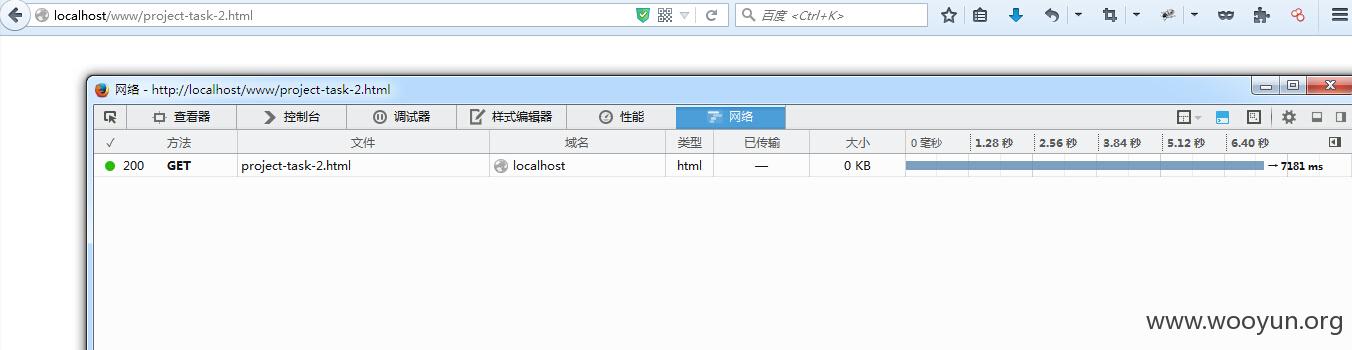 localhost/www/project-task-2.html
百度 <Ctrl+K>
网络 - http://localhost/www/project-task-2.html
查看器 控制台 调试器 样式编辑器 性能 网络
✓ 方法 文件 域名 类型 已传输 大小 0 毫秒 1.28 秒 2.56 秒 3.84 秒 5.12 秒 6.40 秒
200 GET project-task-2.html localhost html — 0 KB → 7181 ms
www.wooyun.org